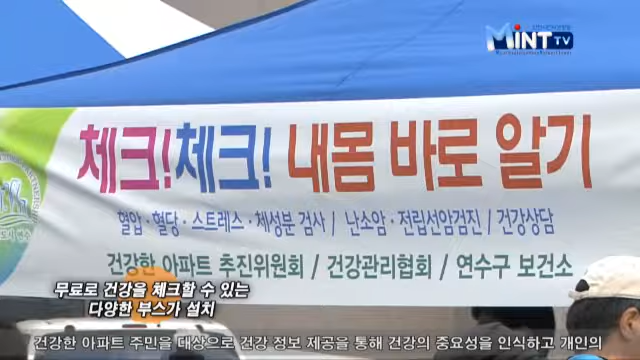 MiNT TV
체크!체크! 내몸 바로 알기
혈압·혈당·스트레스·체성분 검사 / 난소암·전립선암검진 / 건강상담
건강한 아파트 추진위원회 / 건강관리협회 / 연수구 보건소
무료로 건강을 체크할 수 있는
다양한 부스가 설치
건강한 아파트 주민을 대상으로 건강 정보 제공을 통해 건강의 중요성을 인식하고 개인의